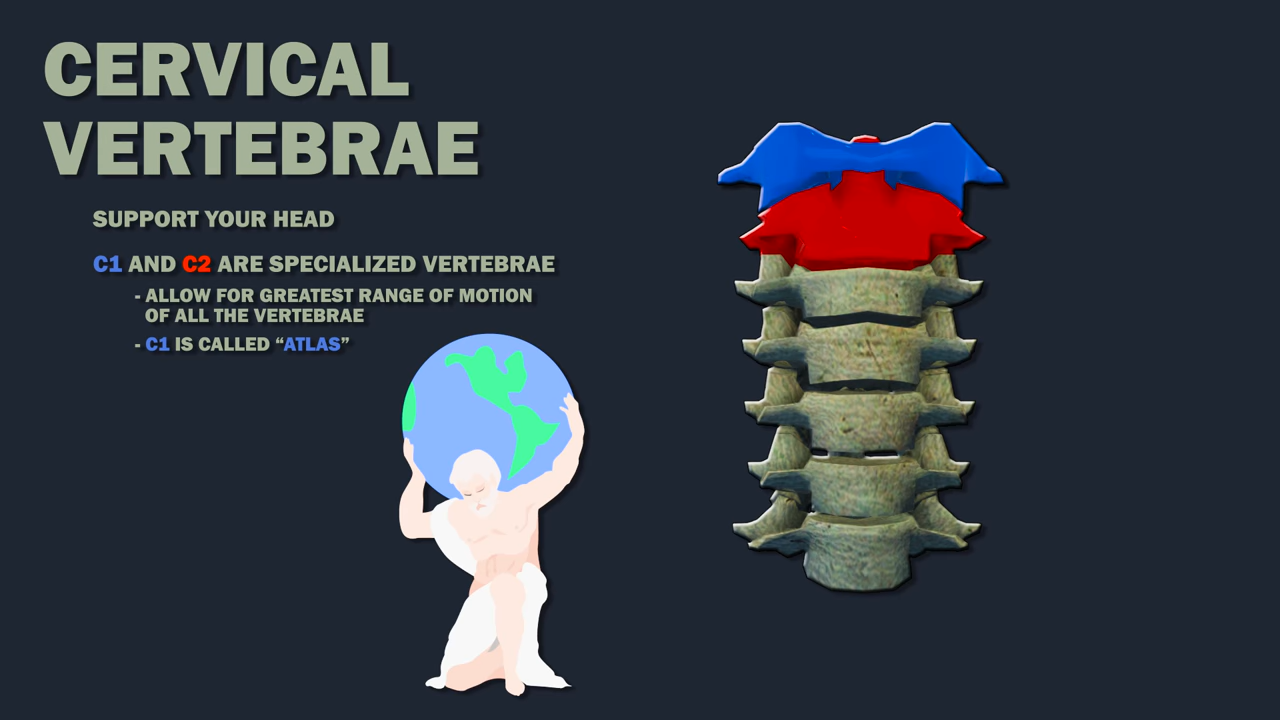 CERVICAL
VERTEBRAE
SUPPORT YOUR HEAD
C1 AND C2 ARE SPECIALIZED VERTEBRAE
- ALLOW FOR GREATEST RANGE OF MOTION
OF ALL THE VERTEBRAE
- C1 IS CALLED “ATLAS”